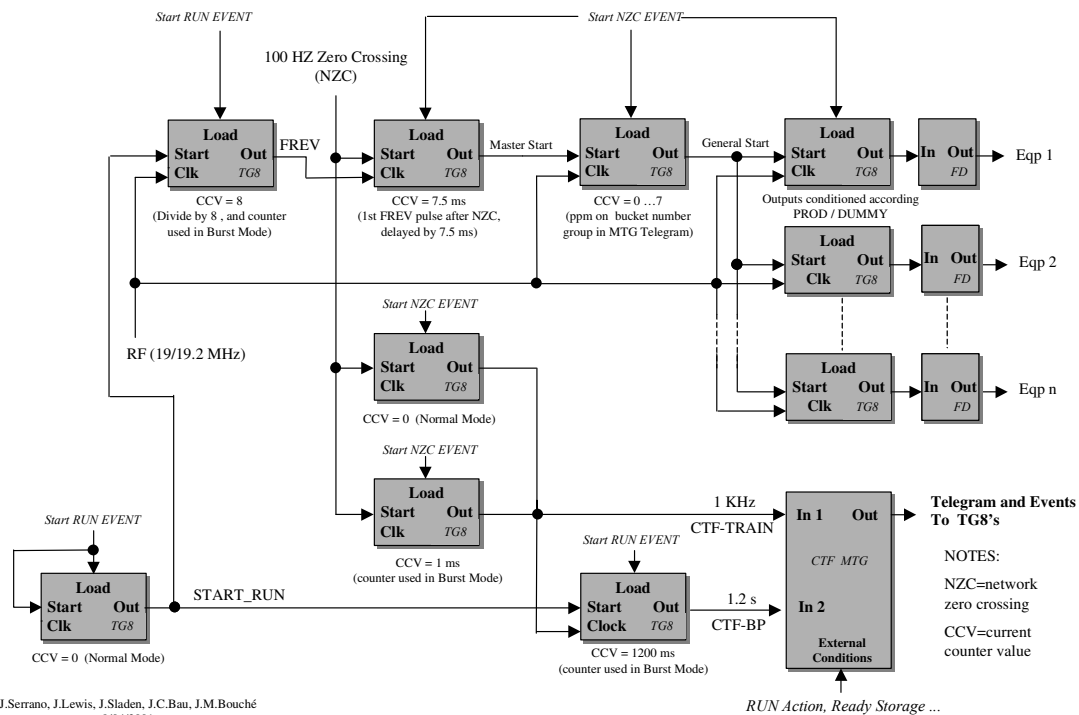 Start RUN EVENT
Start NZC EVENT
100 HZ Zero Crossing
(NZC)
Load
Start Out
Clk TG8
FREV
CCV = 8
(Divide by 8 , and counter
used in Burst Mode)
Load
Start Out
Clk TG8
Master Start
CCV = 7.5 ms
(1st FREV pulse after NZC,
delayed by 7.5 ms)
Load
Start Out
Clk TG8
General Start
CCV = 0 …7
(ppm on bucket number
group in MTG Telegram)
Load
Start Out
Clk TG8
In Out
FD
Eqp 1
Outputs conditioned according
PROD / DUMMY
Load
Start Out
Clk TG8
In Out
FD
Eqp 2
RF (19/19.2 MHz)
Start NZC EVENT
Load
Start Out
Clk TG8
CCV = 0 (Normal Mode)
Load
Start Out
Clk TG8
In Out
FD
Eqp n
Start NZC EVENT
Load
Start Out
Clk TG8
CCV = 1 ms
(counter used in Burst Mode)
1 KHz
CTF-TRAIN
Start RUN EVENT
Load
Start Out
Clk TG8
CCV = 0 (Normal Mode)
START_RUN
Start RUN EVENT
Load
Start Out
Clock TG8
CCV = 1200 ms
(counter used in Burst Mode)
1.2 s
CTF-BP
In 1 Out
CTF MTG
In 2
External
Conditions
RUN Action, Ready Storage ...
Telegram and Events
To TG8's
NOTES:
NZC=network
zero crossing
CCV=current
counter value
J.Serrano, J.Lewis, J.Sladen, J.C.Bau, J.M.Bouché